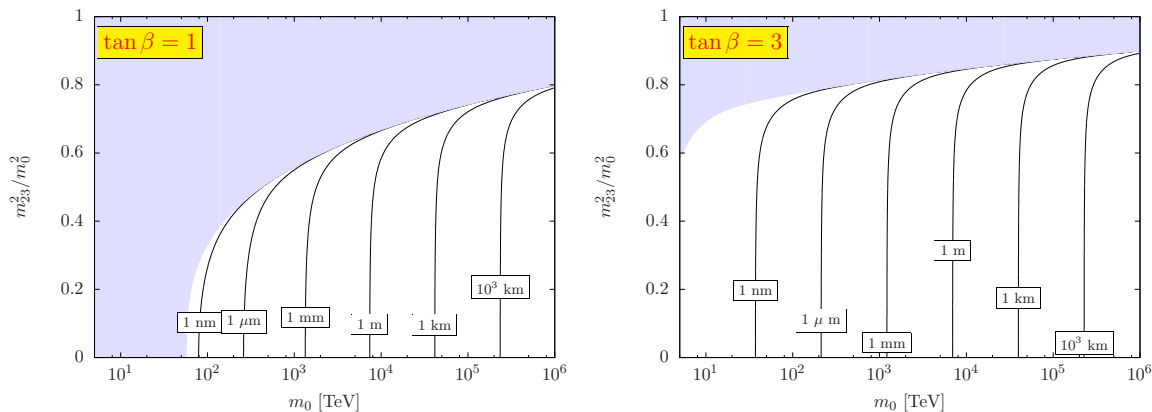 tan β = 1
m²₂₃/m²₀
1
0.8
0.6
0.4
0.2
0
1 nm
1 μm
1 mm
1 m
1 km
10³ km
10¹ 10² 10³ 10⁴ 10⁵ 10⁶
m₀ [TeV]
tan β = 3
m²₂₃/m²₀
1
0.8
0.6
0.4
0.2
0
1 nm
1 μ m
1 mm
1 m
1 km
10³ km
10¹ 10² 10³ 10⁴ 10⁵ 10⁶
m₀ [TeV]